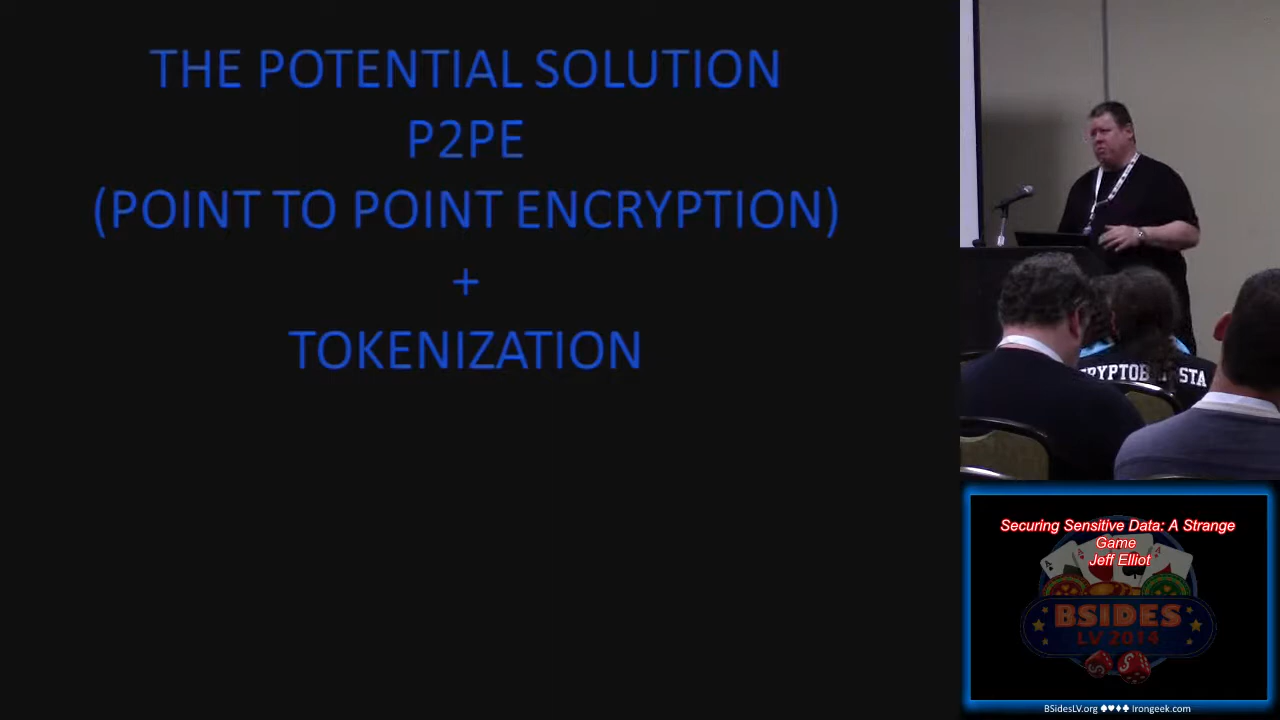 THE POTENTIAL SOLUTION
P2PE
(POINT TO POINT ENCRYPTION)
+
TOKENIZATION
STA
Securing Sensitive Data: A Strange
Game
Jeff Elliot
BSIDES
LV 2014
BSidesLV.org ♠♥♦♣ Irongeek.com